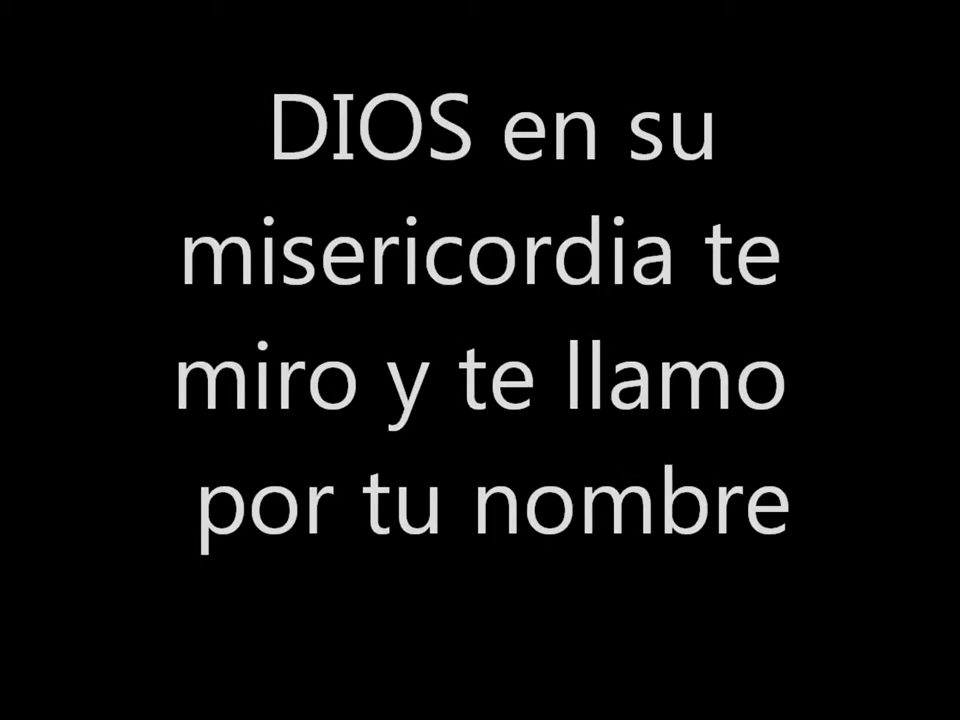 DIOS en su
misericordia te
miro y te llamo
por tu nombre